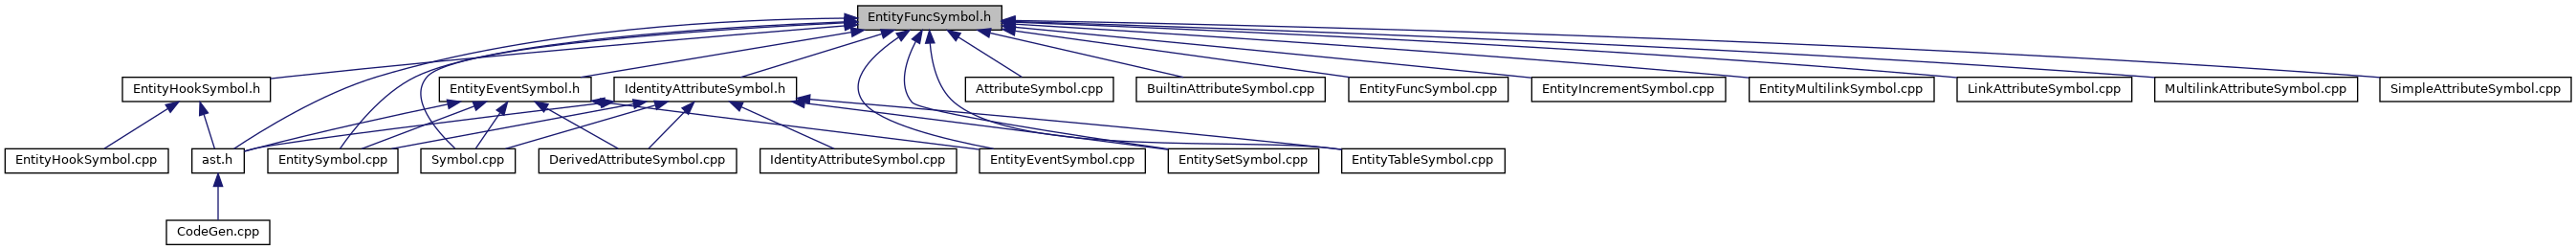 EntityFuncSymbol.h
EntityHookSymbol.h
EntityEventSymbol.h
IdentityAttributeSymbol.h
AttributeSymbol.cpp
BuiltinAttributeSymbol.cpp
EntityFuncSymbol.cpp
EntityIncrementSymbol.cpp
EntityMultilinkSymbol.cpp
LinkAttributeSymbol.cpp
MultilinkAttributeSymbol.cpp
SimpleAttributeSymbol.cpp
EntityHookSymbol.cpp
ast.h
EntitySymbol.cpp
Symbol.cpp
DerivedAttributeSymbol.cpp
IdentityAttributeSymbol.cpp
EntityEventSymbol.cpp
EntitySetSymbol.cpp
EntityTableSymbol.cpp
CodeGen.cpp